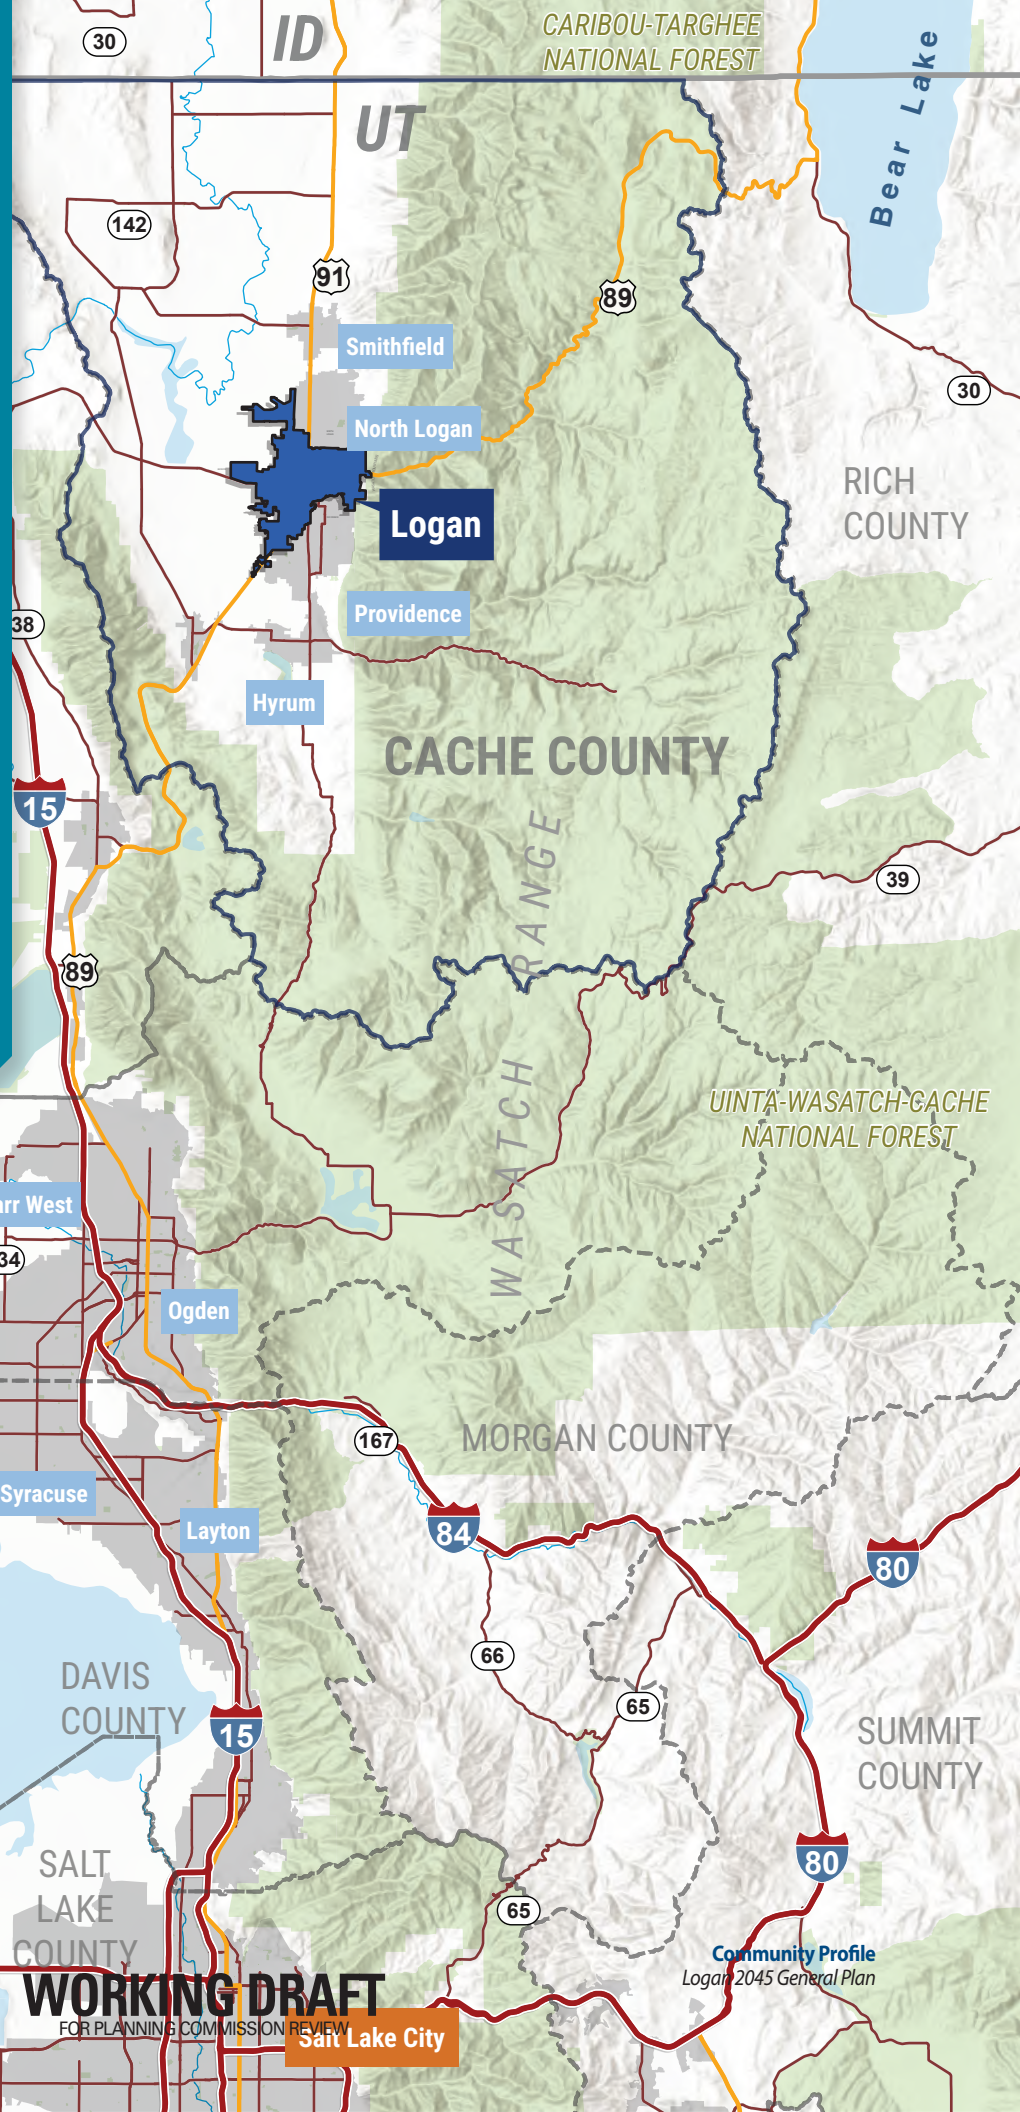 30
ID
CARIBOU-TARGHEE
NATIONAL FOREST
Bear Lake
UT
142
91
89
Smithfield
30
North Logan
RICH
COUNTY
Logan
Providence
38
Hyrum
CACHE COUNTY
15
RANGE
39
89
WASATCH
UINTA-WASATCH-CACHE
NATIONAL FOREST
arr West
34
Ogden
167
MORGAN COUNTY
Syracuse
84
Layton
80
66
DAVIS
COUNTY
65
15
SUMMIT
COUNTY
80
SALT
LAKE
COUNTY
65
Community Profile
Logan 2045 General Plan
WORKING DRAFT
FOR PLANNING COMMISSION REVIEW
Salt Lake City